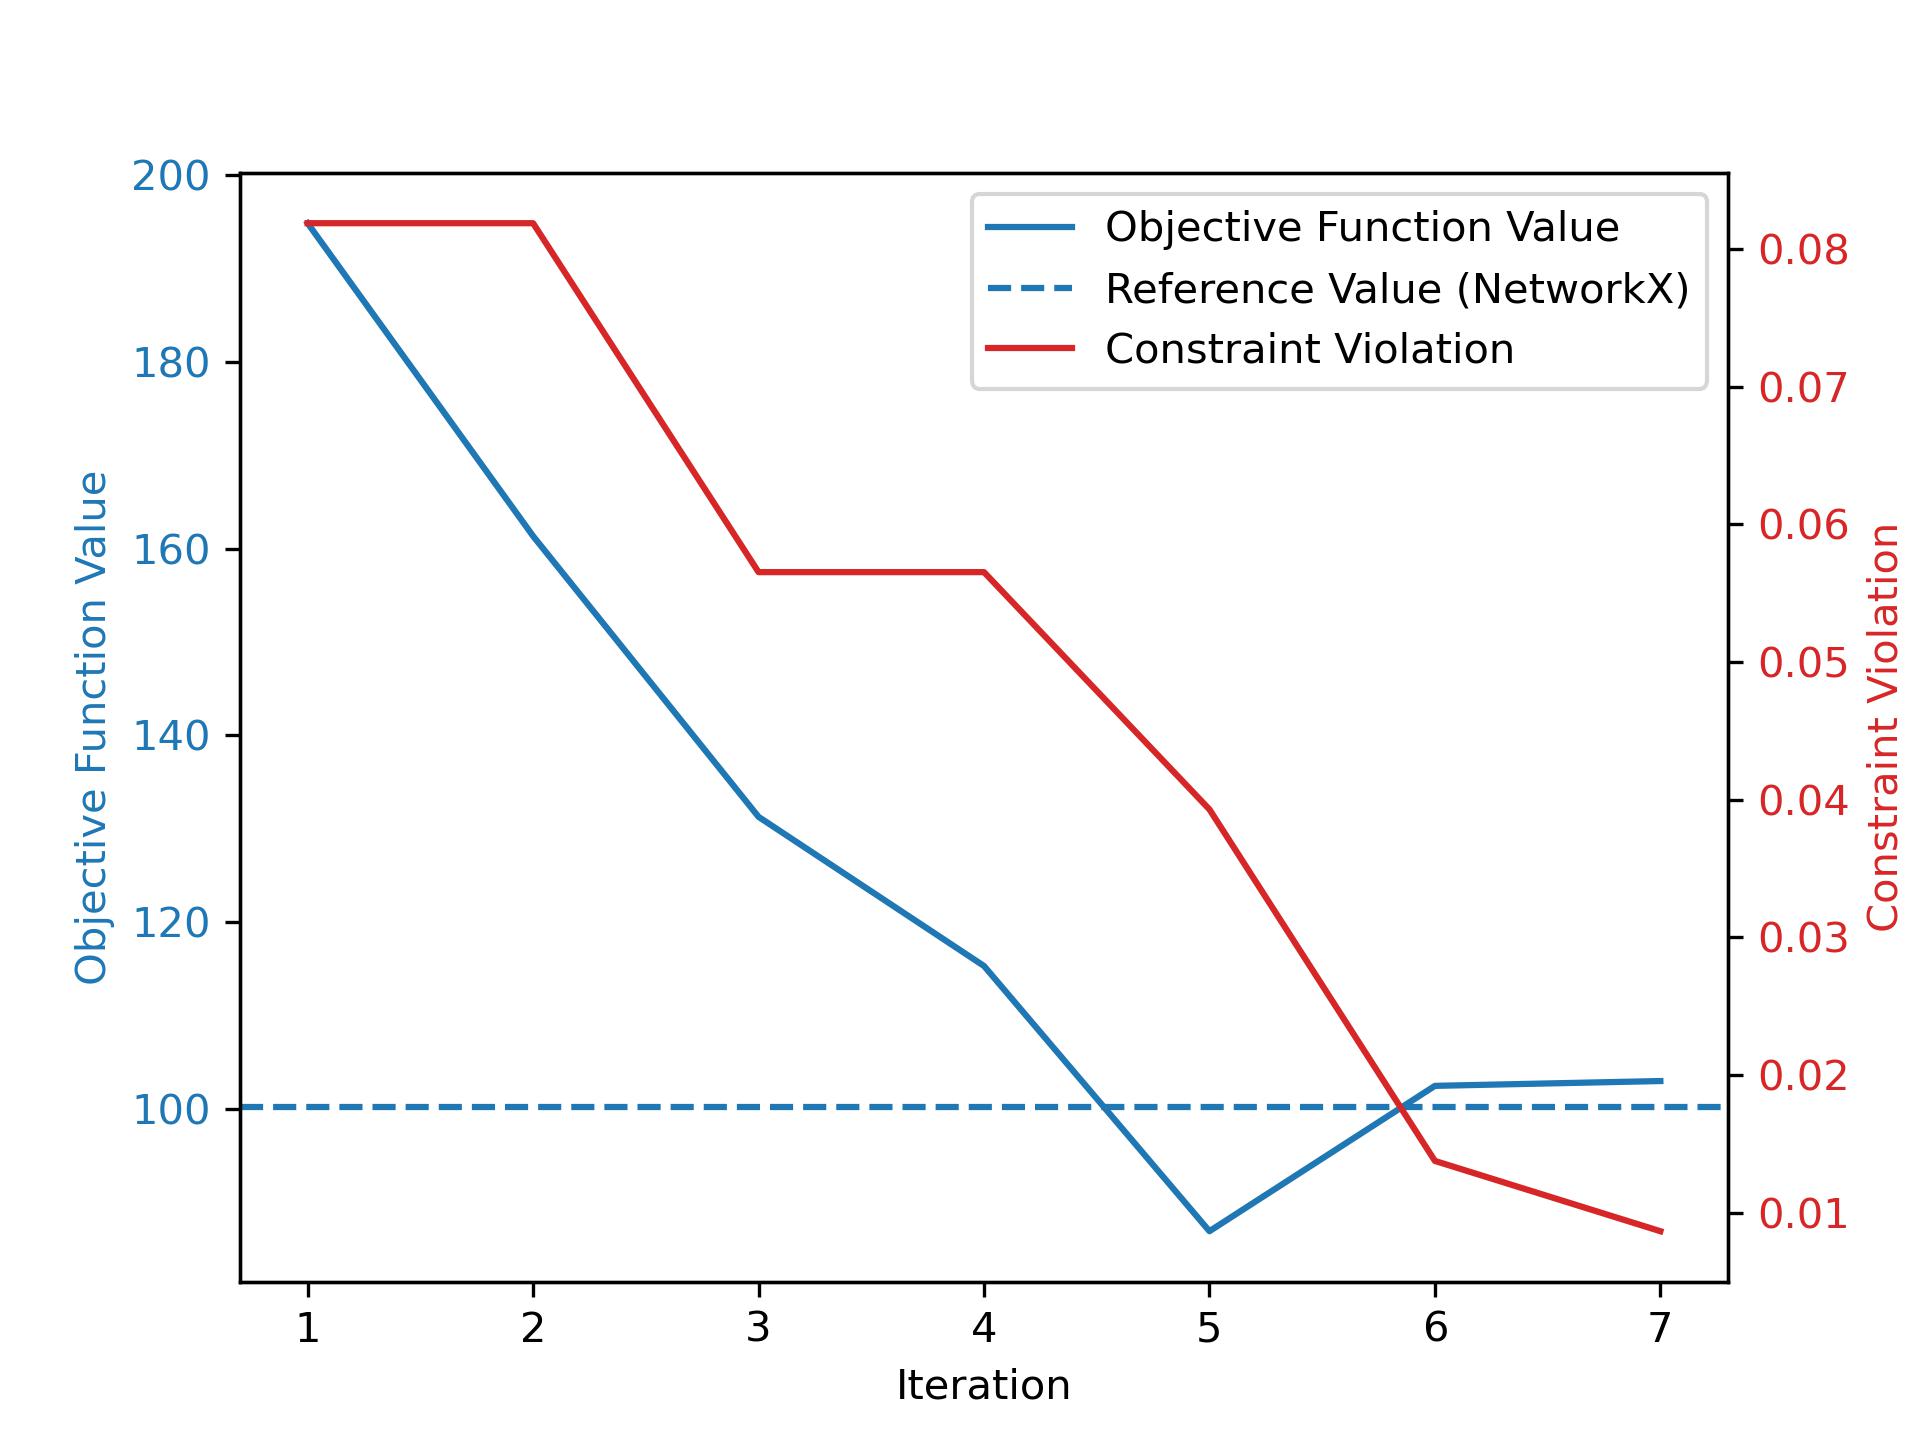 Objective Function Value
Reference Value (NetworkX)
Constraint Violation
200
180
160
140
120
100
Objective Function Value
0.08
0.07
0.06
0.05
0.04
0.03
0.02
0.01
Constraint Violation
1 2 3 4 5 6 7
Iteration